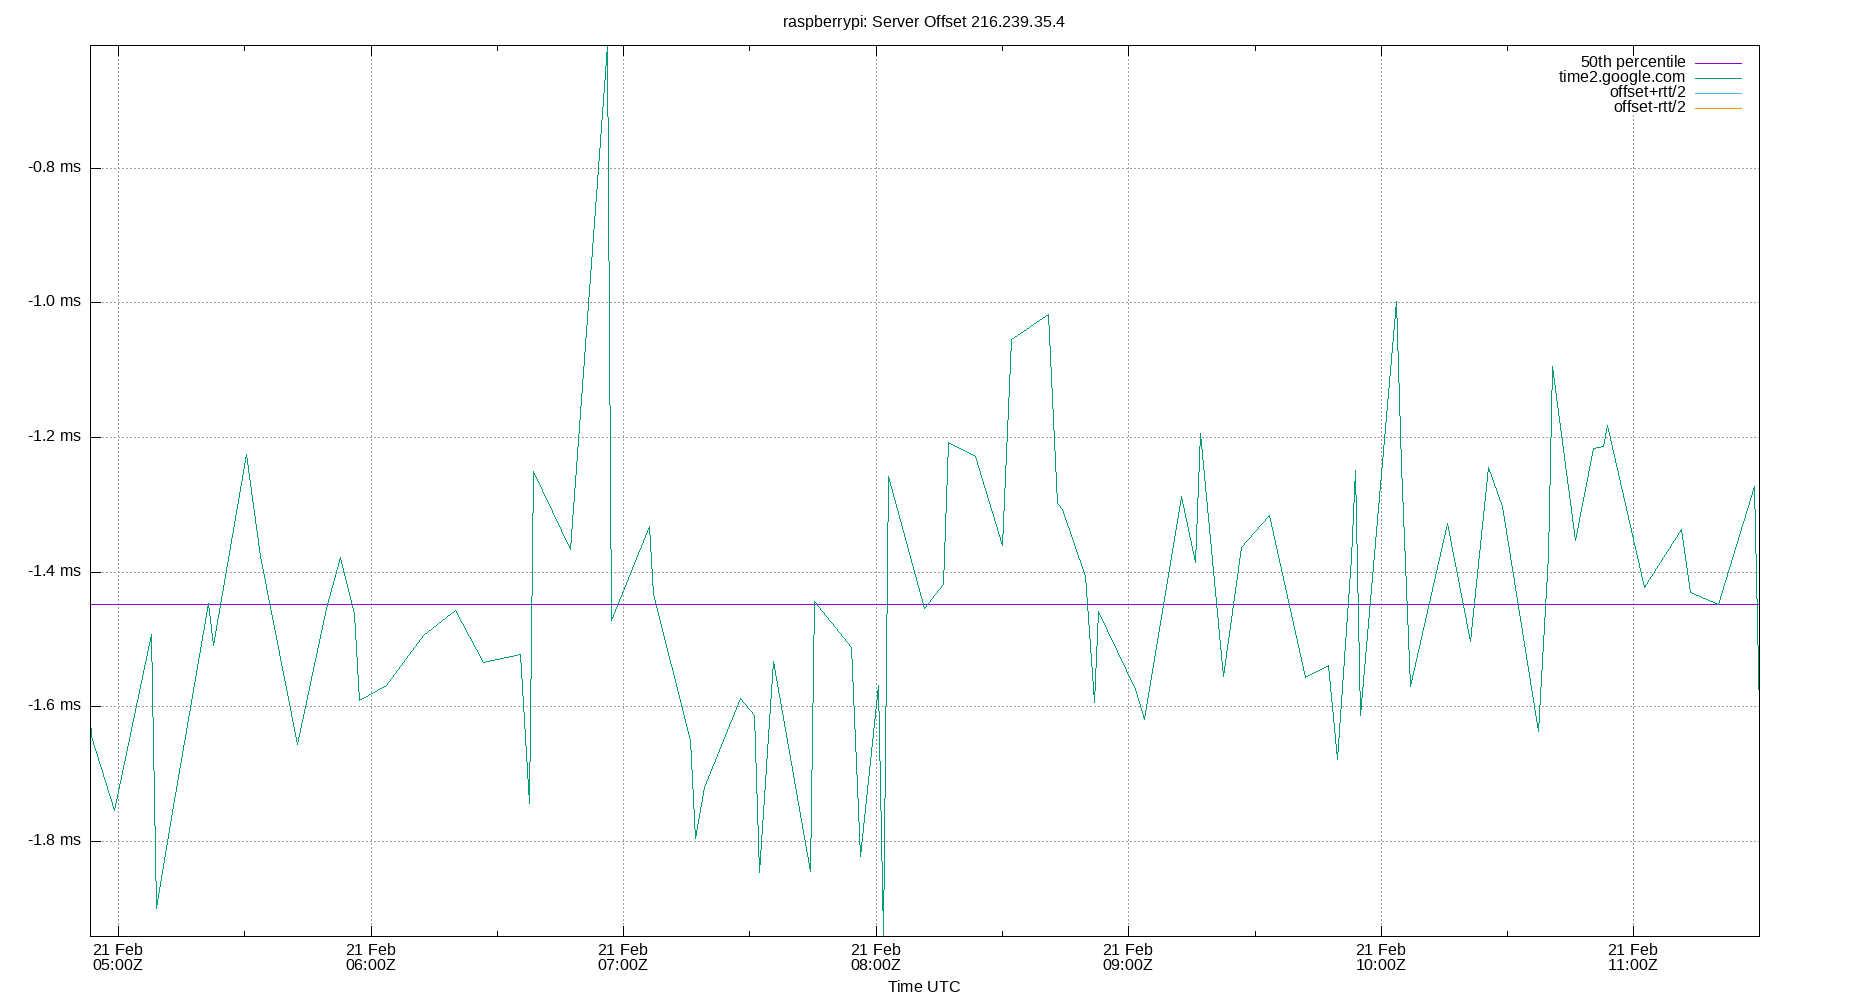 raspberrypi: Server Offset 216.239.35.4
50th percentile
time2.google.com
offset+rtt/2
offset-rtt/2
-0.8 ms
-1.0 ms
-1.2 ms
-1.4 ms
-1.6 ms
-1.8 ms
21 Feb 21 Feb 21 Feb 21 Feb 21 Feb 21 Feb 21 Feb
05:00Z 06:00Z 07:00Z 08:00Z 09:00Z 10:00Z 11:00Z
Time UTC